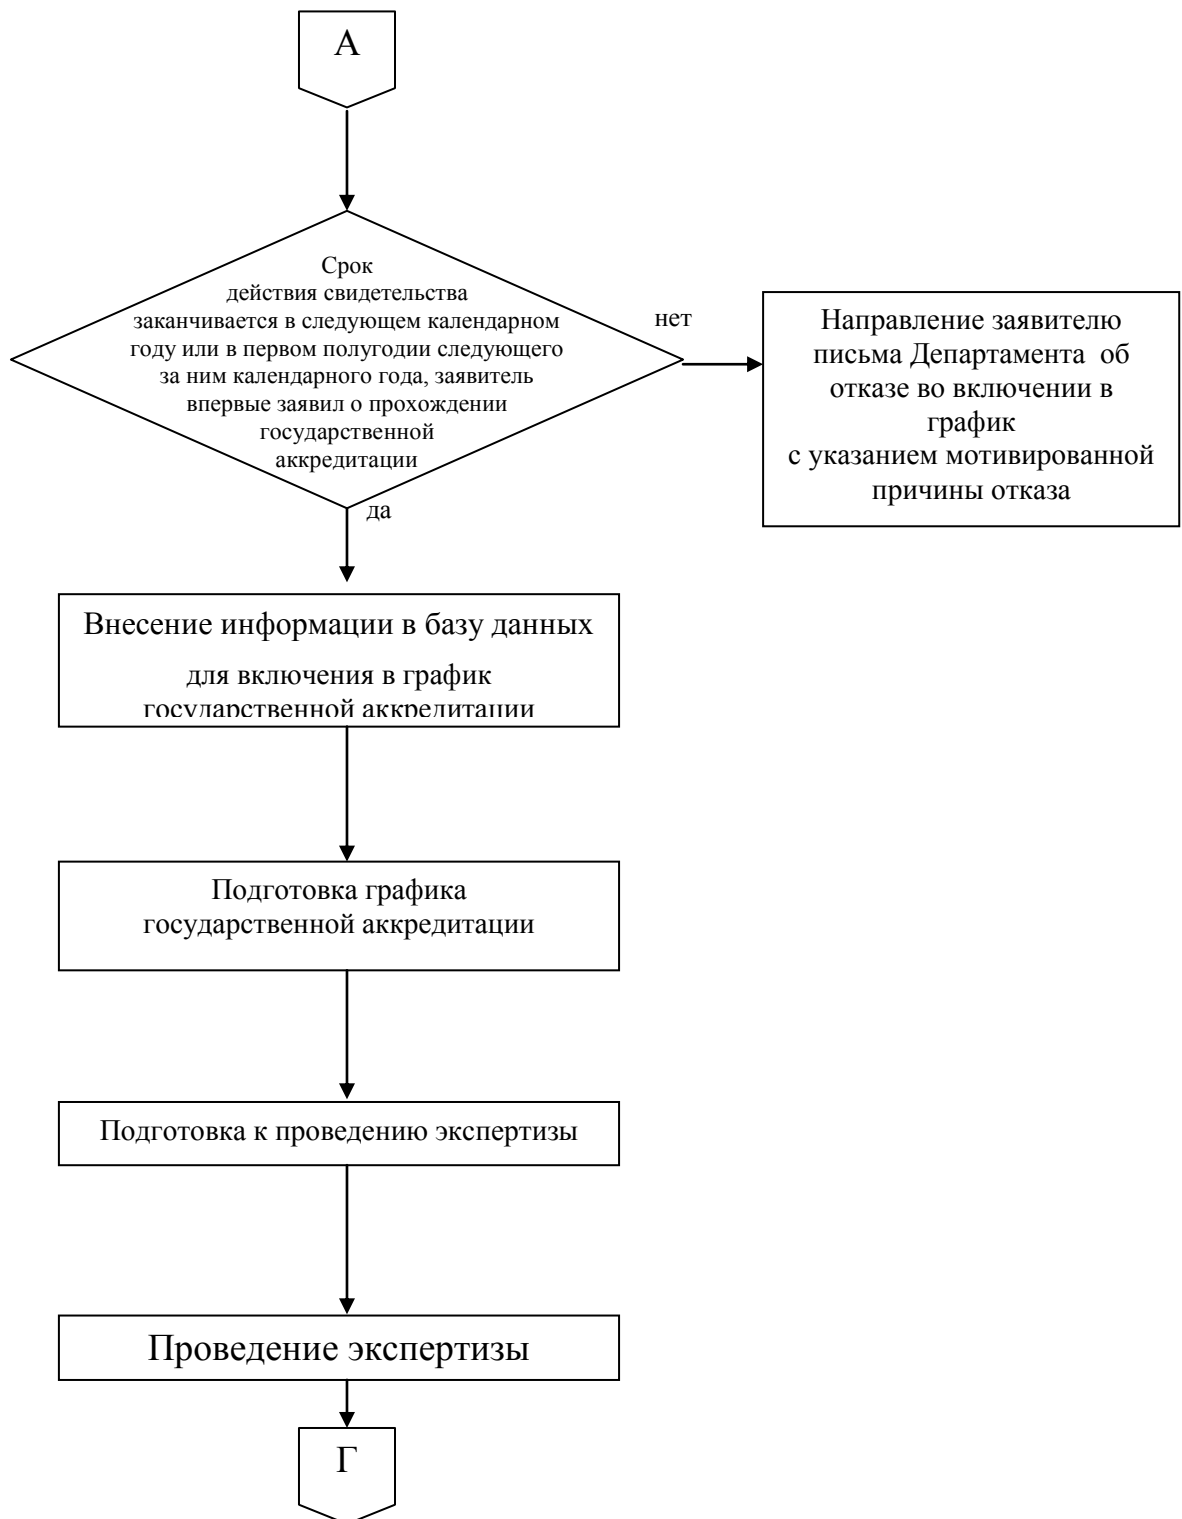 А
Срок
действия свидетельства
заканчивается в следующем календарном
году или в первом полугодии следующего
за ним календарного года, заявитель
впервые заявил о прохождении
государственной
аккредитации
нет
Направление заявителю
письма Департамента об
отказе во включении в
график
с указанием мотивированной
причины отказа
да
Внесение информации в базу данных
для включения в график
государственной аккредитации
Подготовка графика
государственной аккредитации
Подготовка к проведению экспертизы
Проведение экспертизы
Г